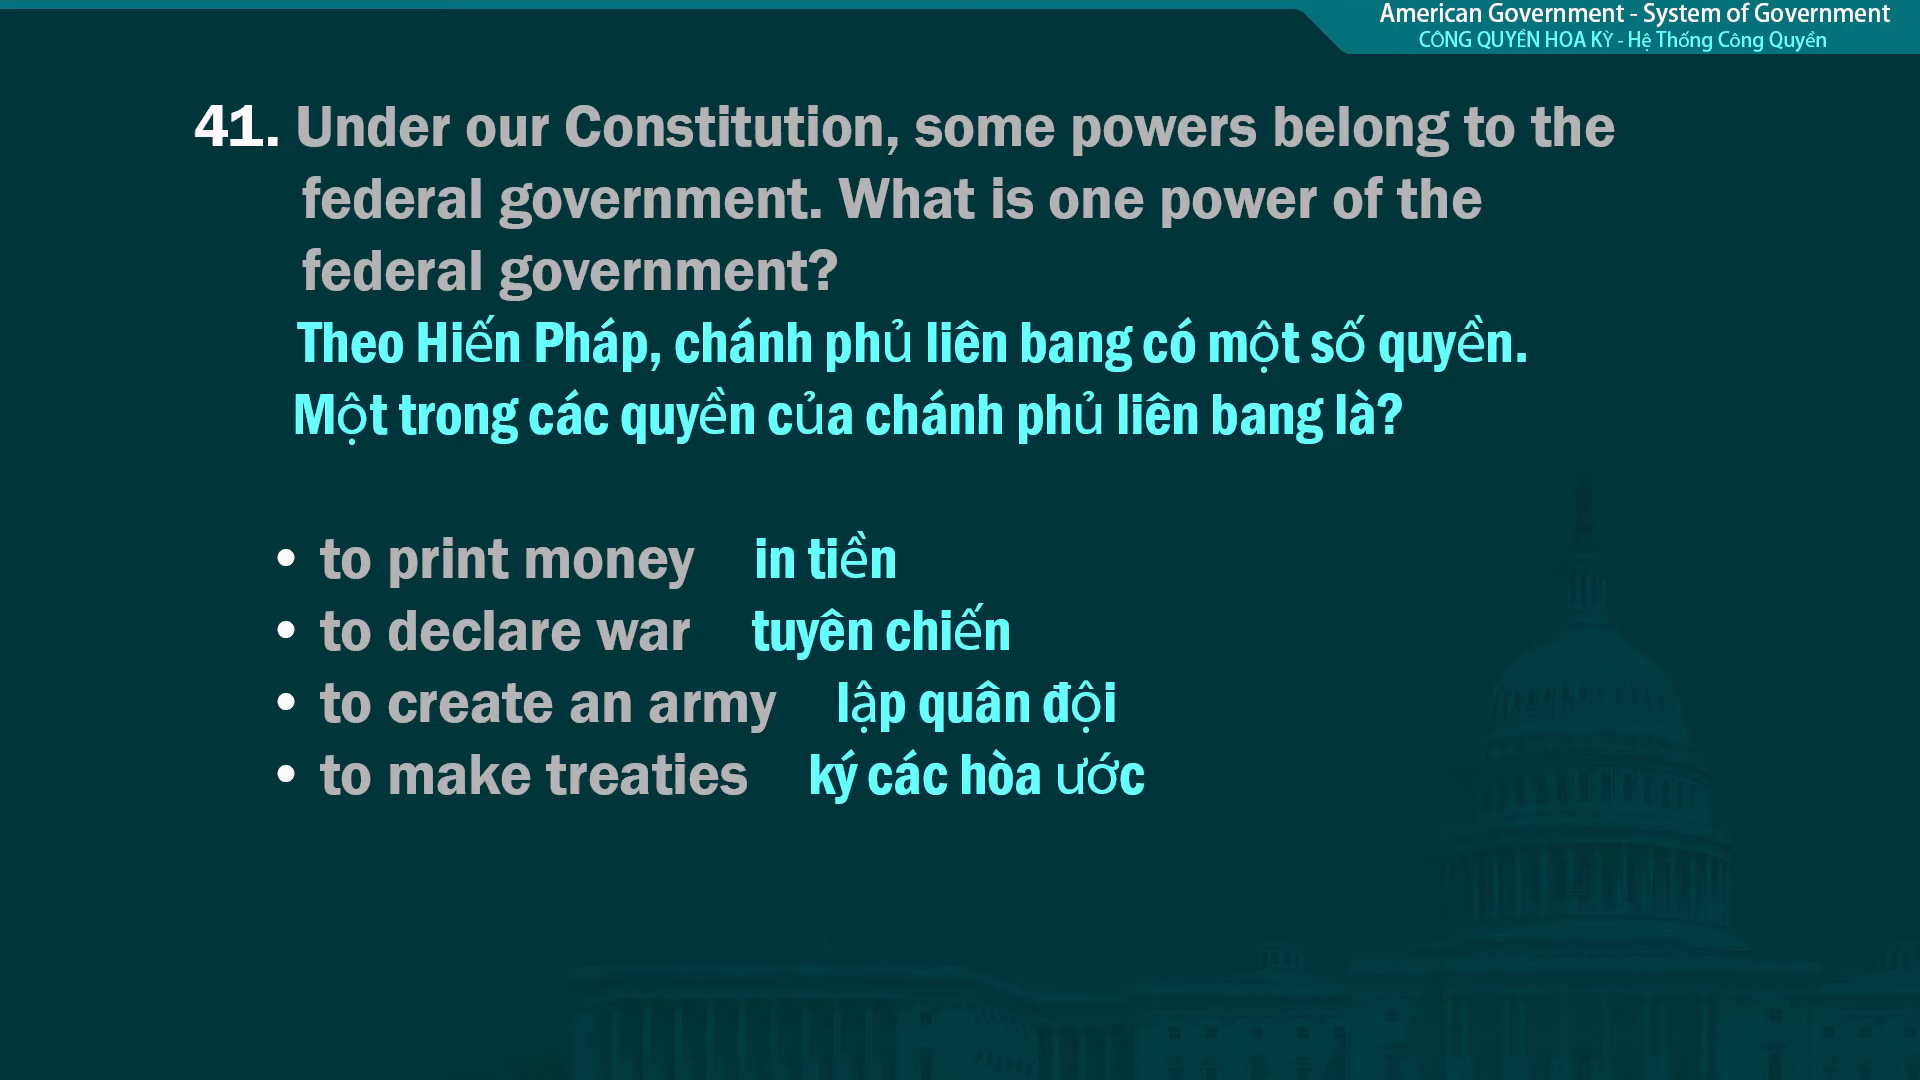 American Government - System of Government
CÔNG QUYỀN HOA KỲ - Hệ Thống Công Quyền
41. Under our Constitution, some powers belong to the
federal government. What is one power of the
federal government?
Theo Hiến Pháp, chánh phủ liên bang có một số quyền.
Một trong các quyền của chánh phủ liên bang là?
• to print money in tiền
• to declare war tuyên chiến
• to create an army lập quân đội
• to make treaties ký các hòa ước